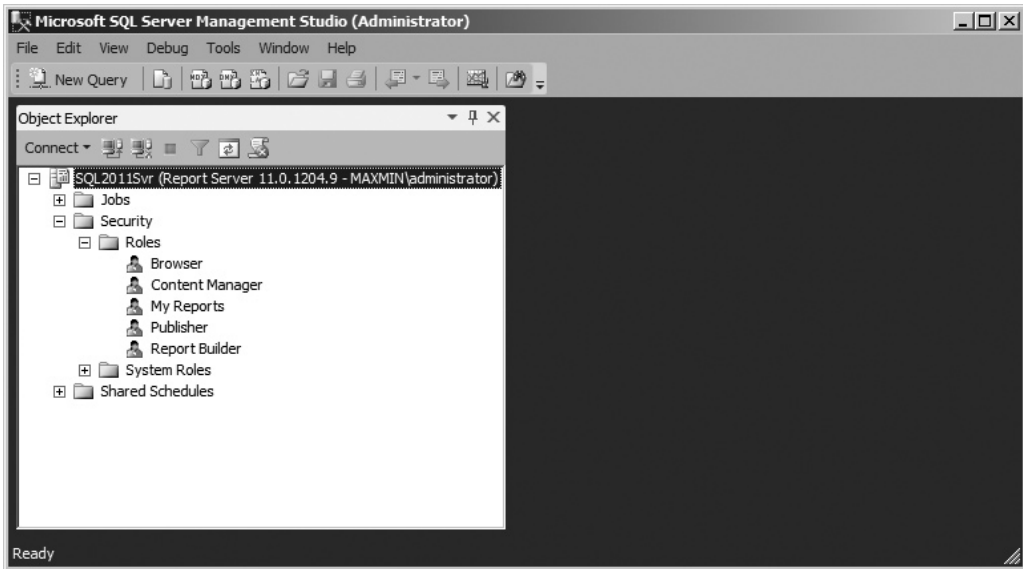 Microsoft SQL Server Management Studio (Administrator)
File Edit View Debug Tools Window Help
New Query
Object Explorer
Connect
SQL2011Svr (Report Server 11.0.1204.9 - MAXMIN\administrator)
Jobs
Security
Roles
Browser
Content Manager
My Reports
Publisher
Report Builder
System Roles
Shared Schedules
Ready